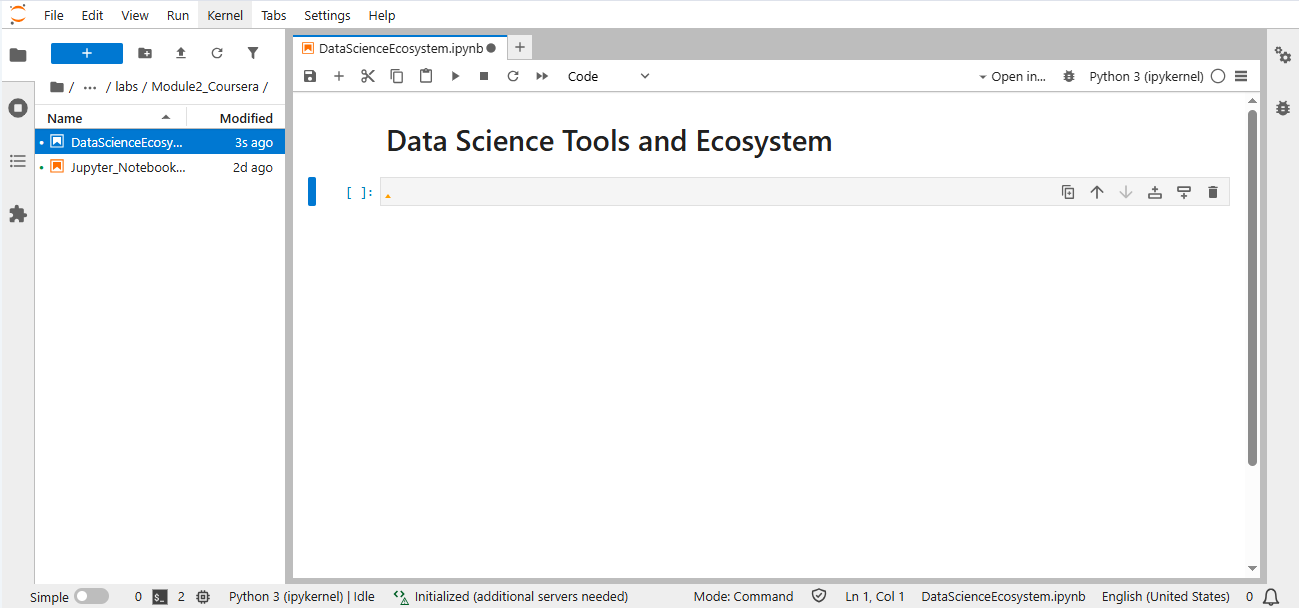 File Edit View Run Kernel Tabs Settings Help
DataScienceEcosystem.ipynb
/ ... / labs / Module2_Coursera /
Code
Open in...
Python 3 (ipykernel)
Name Modified
DataScienceEcosy... 3s ago
Jupyter_Notebook... 2d ago
Data Science Tools and Ecosystem
[ ]:
Simple 0 $_ 2 Python 3 (ipykernel) | Idle Initialized (additional servers needed) Mode: Command Ln 1, Col 1 DataScienceEcosystem.ipynb English (United States) 0